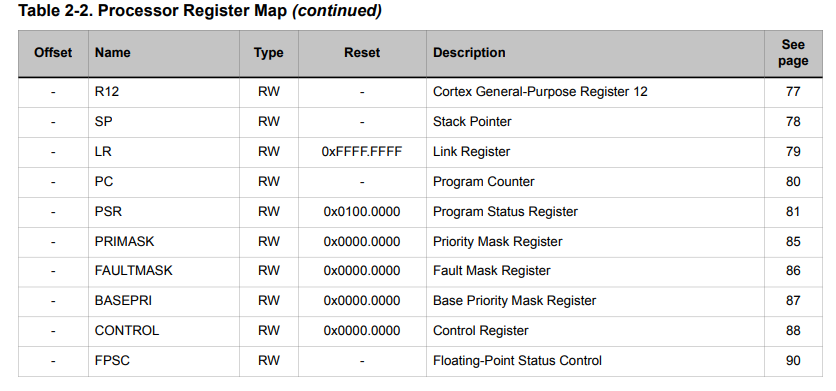 Table 2-2. Processor Register Map (continued)
Offset Name Type Reset Description See page
- R12 RW - Cortex General-Purpose Register 12 77
- SP RW - Stack Pointer 78
- LR RW 0xFFFF.FFFF Link Register 79
- PC RW - Program Counter 80
- PSR RW 0x0100.0000 Program Status Register 81
- PRIMASK RW 0x0000.0000 Priority Mask Register 85
- FAULTMASK RW 0x0000.0000 Fault Mask Register 86
- BASEPRI RW 0x0000.0000 Base Priority Mask Register 87
- CONTROL RW 0x0000.0000 Control Register 88
- FPSC RW - Floating-Point Status Control 90